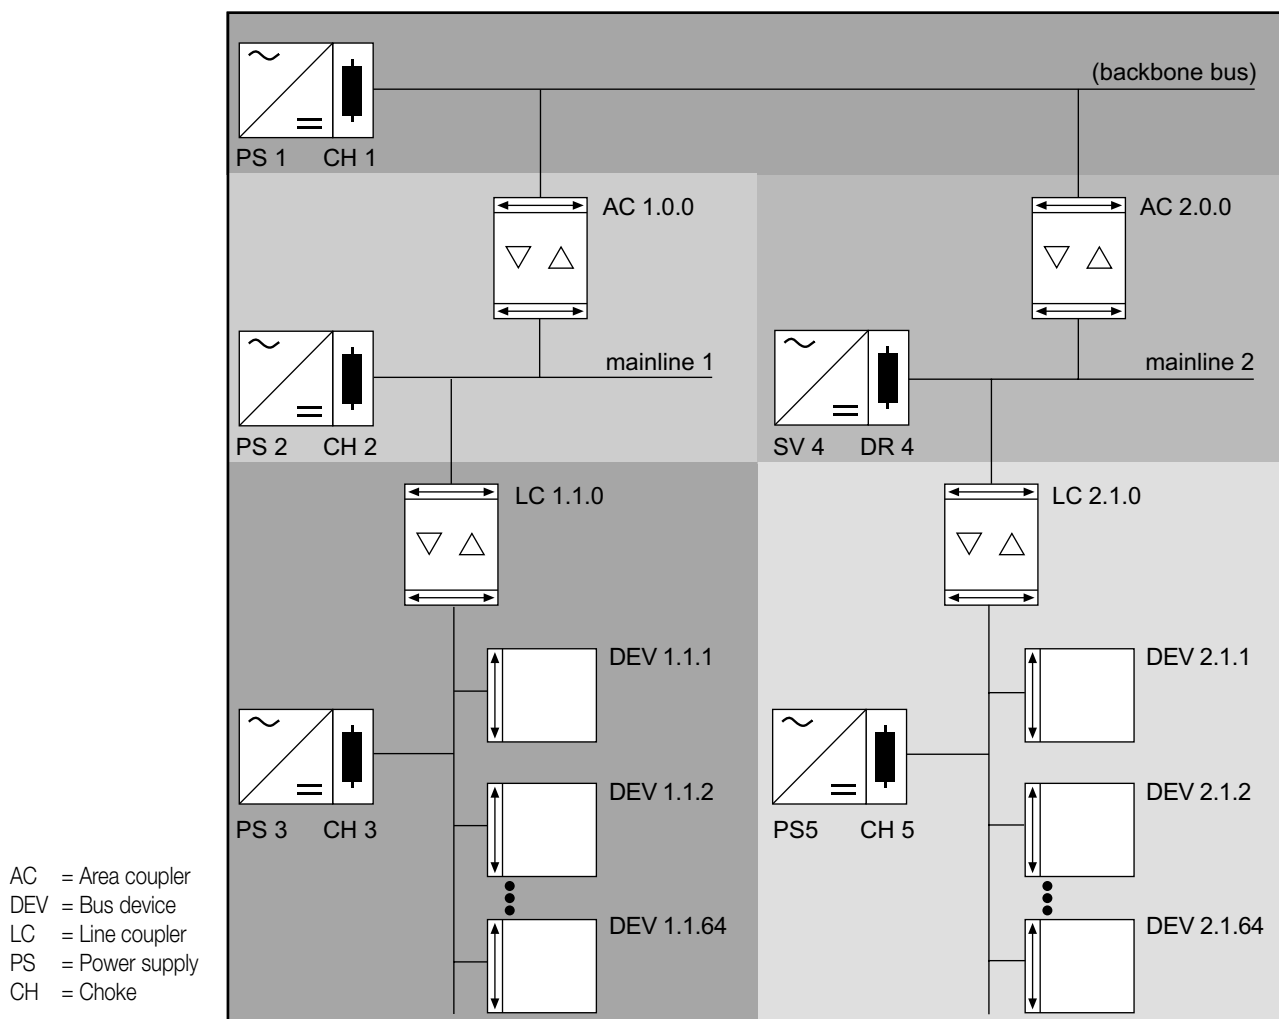 (backbone bus)
PS 1 CH 1
AC 1.0.0
AC 2.0.0
mainline 1
mainline 2
PS 2 CH 2
SV 4 DR 4
LC 1.1.0
LC 2.1.0
DEV 1.1.1
DEV 2.1.1
DEV 1.1.2
DEV 2.1.2
PS 3 CH 3
PS5 CH 5
DEV 1.1.64
DEV 2.1.64
AC = Area coupler
DEV = Bus device
LC = Line coupler
PS = Power supply
CH = Choke